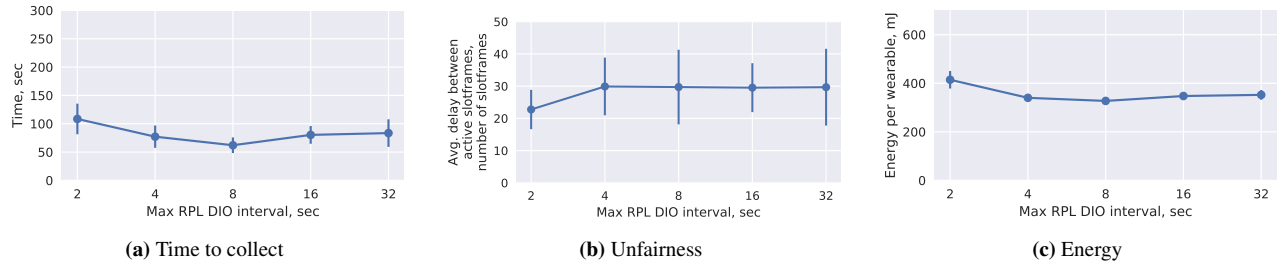 300
250
200
150
100
50
0
Time, sec
2 4 8 16 32
Max RPL DIO interval, sec
(a) Time to collect
50
40
30
20
10
0
Avg. delay between
active slotframes,
number of slotframes
2 4 8 16 32
Max RPL DIO interval, sec
(b) Unfairness
600
400
200
0
Energy per wearable, mJ
2 4 8 16 32
Max RPL DIO interval, sec
(c) Energy